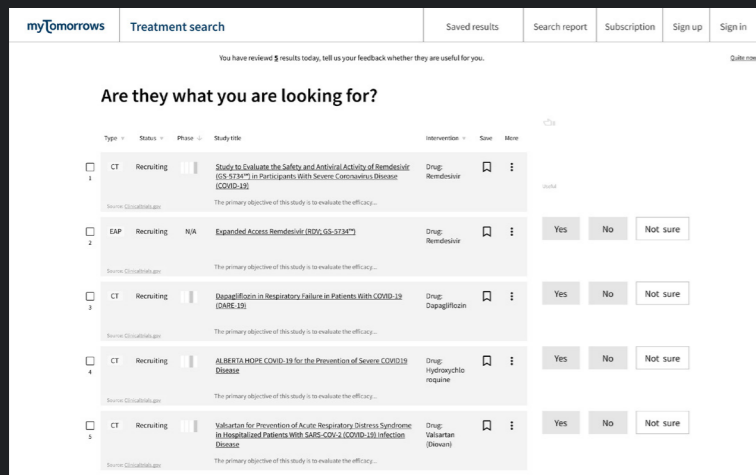 myTomorrows
Treatment search
Saved results
Search report
Subscription
Sign up
Sign in
You have reviewd 5 results today, tell us your feedback whether they are useful for you.
Quite now
Are they what you are looking for?
Type Status Phase Study title Intervention Save More
CT Recruiting Study to Evaluate the Safety and Antiviral Activity of Remdesivir Drug:
(GS-5734™) in Participants With Severe Coronavirus Disease Remdesivir
(COVID-19)
1
The primary objective of this study is to evaluate the efficacy...
Source: Clinicaltrials.gov
EAP Recruiting N/A Expanded Access Remdesivir (RDV; GS-5734™) Drug:
Remdesivir
Yes No Not sure
2
The primary objective of this study is to evaluate the efficacy...
Source: Clinicaltrials.gov
CT Recruiting Dapagliflozin in Respiratory Failure in Patients With COVID-19 Drug:
(DARE-19) Dapagliflozin
Yes No Not sure
3
The primary objective of this study is to evaluate the efficacy...
Source: Clinicaltrials.gov
CT Recruiting ALBERTA HOPE COVID-19 for the Prevention of Severe COVID19 Drug:
Disease Hydroxychlo
roquine
Yes No Not sure
4
The primary objective of this study is to evaluate the efficacy...
Source: Clinicaltrials.gov
CT Recruiting Valsartan for Prevention of Acute Respiratory Distress Syndrome Drug:
in Hospitalized Patients With SARS-COV-2 (COVID-19) Infection Valsartan
Disease (Diovan)
Yes No Not sure
5
The primary objective of this study is to evaluate the efficacy...
Source: Clinicaltrials.gov